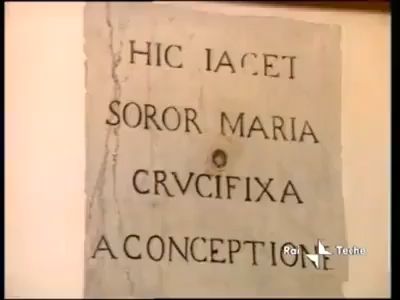 HIC IACET
SOROR MARIA
CRVCIFIXA
A CONCEPTIONE
Rai Teche